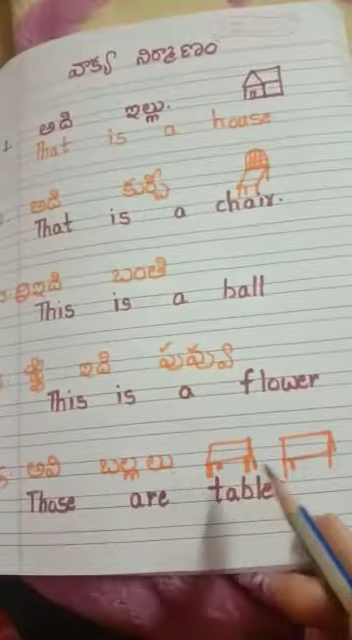 వాక్య నిర్మాణం
1. అది ఇల్లు.
That is a house
అది కుర్చీ
That is a chair.
3. ఇది బంతి
This is a ball
ఇది పువ్వు
This is a flower
5. అవి బల్లలు
Those are table